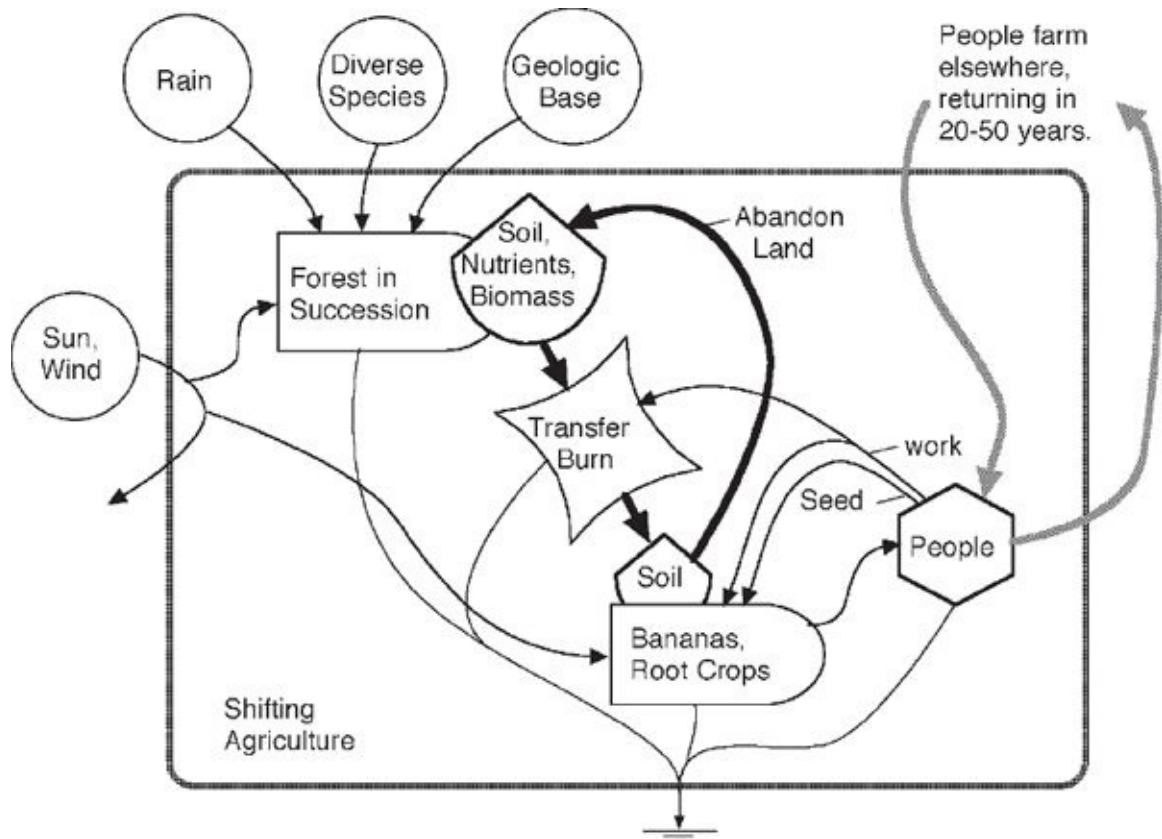 Rain
Diverse
Species
Geologic
Base
People farm
elsewhere,
returning in
20-50 years.
Soil,
Nutrients,
Biomass
Abandon
Land
Forest in
Succession
Sun,
Wind
Transfer
Burn
work
Seed
People
Soil
Bananas,
Root Crops
Shifting
Agriculture